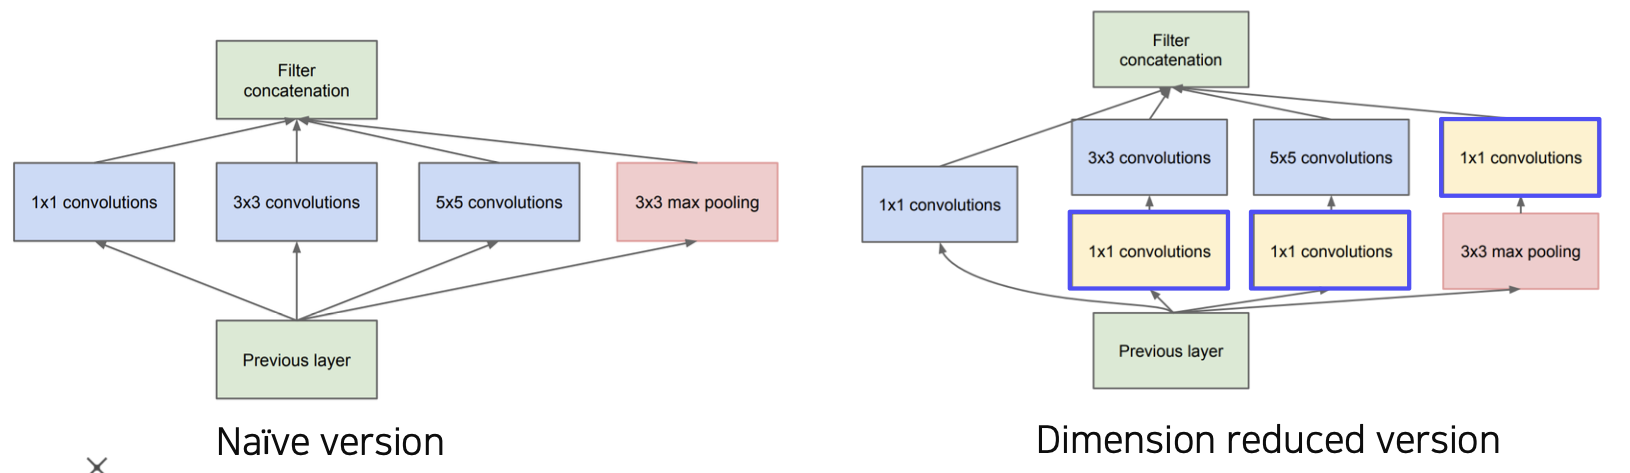 Filter
concatenation
1x1 convolutions
3x3 convolutions
5x5 convolutions
3x3 max pooling
Previous layer
Naïve version
Filter
concatenation
3x3 convolutions
5x5 convolutions
1x1 convolutions
1x1 convolutions
1x1 convolutions
1x1 convolutions
3x3 max pooling
Previous layer
Dimension reduced version